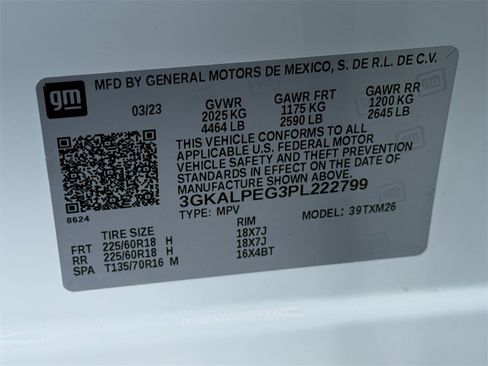 gm
MFD BY GENERAL MOTORS DE MEXICO, S. DE R.L. DE C.V.
03/23 GVWR GAWR FRT GAWR RR
2025 KG 1175 KG 1200 KG
4464 LB 2590 LB 2645 LB
THIS VEHICLE CONFORMS TO ALL
APPLICABLE U.S. FEDERAL MOTOR
VEHICLE SAFETY AND THEFT
PREVENTION STANDARDS IN EFFECT ON
THE DATE OF MANUFACTURE SHOWN ABOVE.
3GKALPEG3PL222799
8624
TYPE: MPV MODEL: 39TXM26
TIRE SIZE RIM
FRT 225/60R18 H 18X7J
RR 225/60R18 H 18X7J
SPA T135/70R16 M 16X4BT